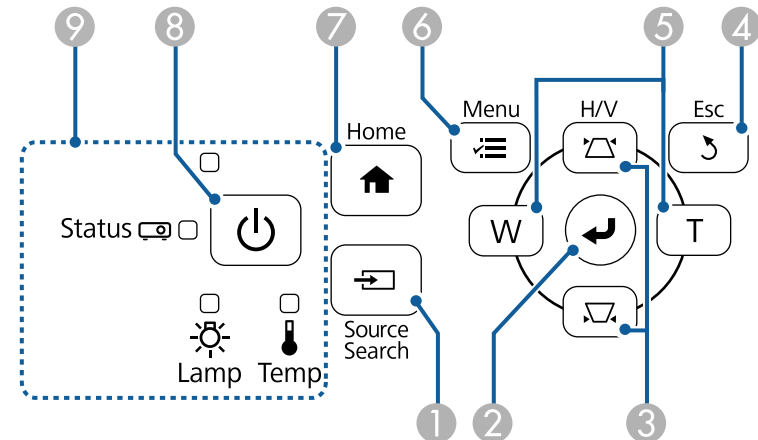 9 8 7 6 5 4
Menu H/V Esc
Home
Status
W T
Source
Search
Lamp Temp
1 2 3